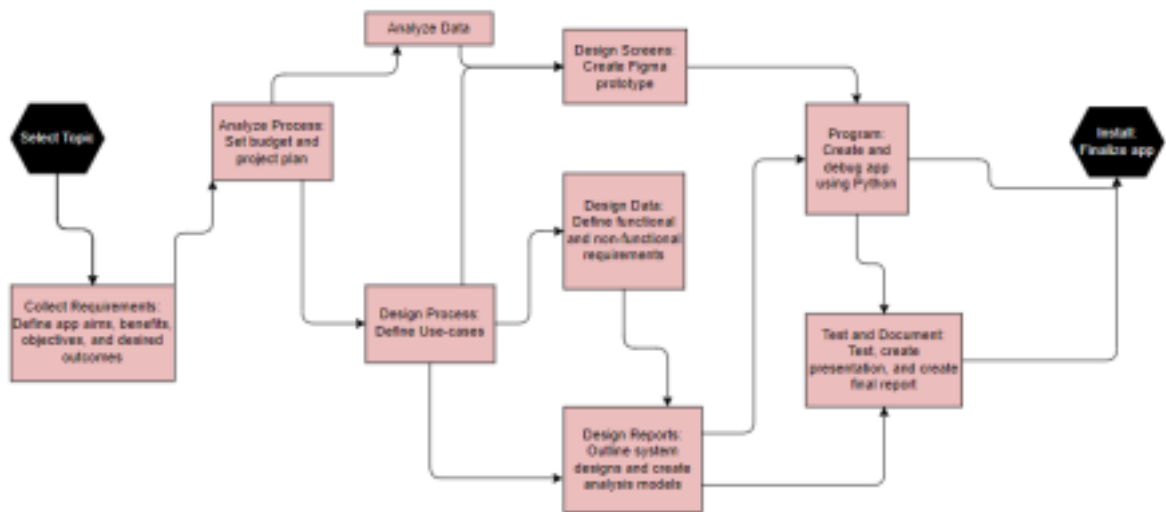 Select Topic
Collect Requirements:
Define app aims, benefits,
objectives, and desired
outcomes
Analyze Process:
Set budget and
project plan
Analyze Data
Design Process:
Define Use-cases
Design Screens:
Create Figma
prototype
Design Data:
Define functional
and non-functional
requirements
Design Reports:
Outline system
designs and create
analysis models
Program:
Create and
debug app
using Python
Test and Document:
Test, create
presentation, and create
final report
Install:
Finalize app